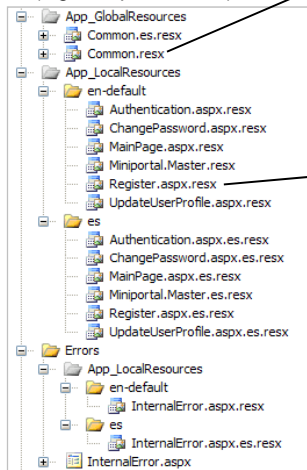 App_GlobalResources
Common.es.resx
Common.resx
App_LocalResources
en-default
Authentication.aspx.resx
ChangePassword.aspx.resx
MainPage.aspx.resx
Miniportal.Master.resx
Register.aspx.resx
UpdateUserProfile.aspx.resx
es
Authentication.aspx.es.resx
ChangePassword.aspx.es.resx
MainPage.aspx.es.resx
Miniportal.Master.es.resx
Register.aspx.es.resx
UpdateUserProfile.aspx.es.resx
Errors
App_LocalResources
en-default
InternalError.aspx.resx
es
InternalError.aspx.es.resx
InternalError.aspx